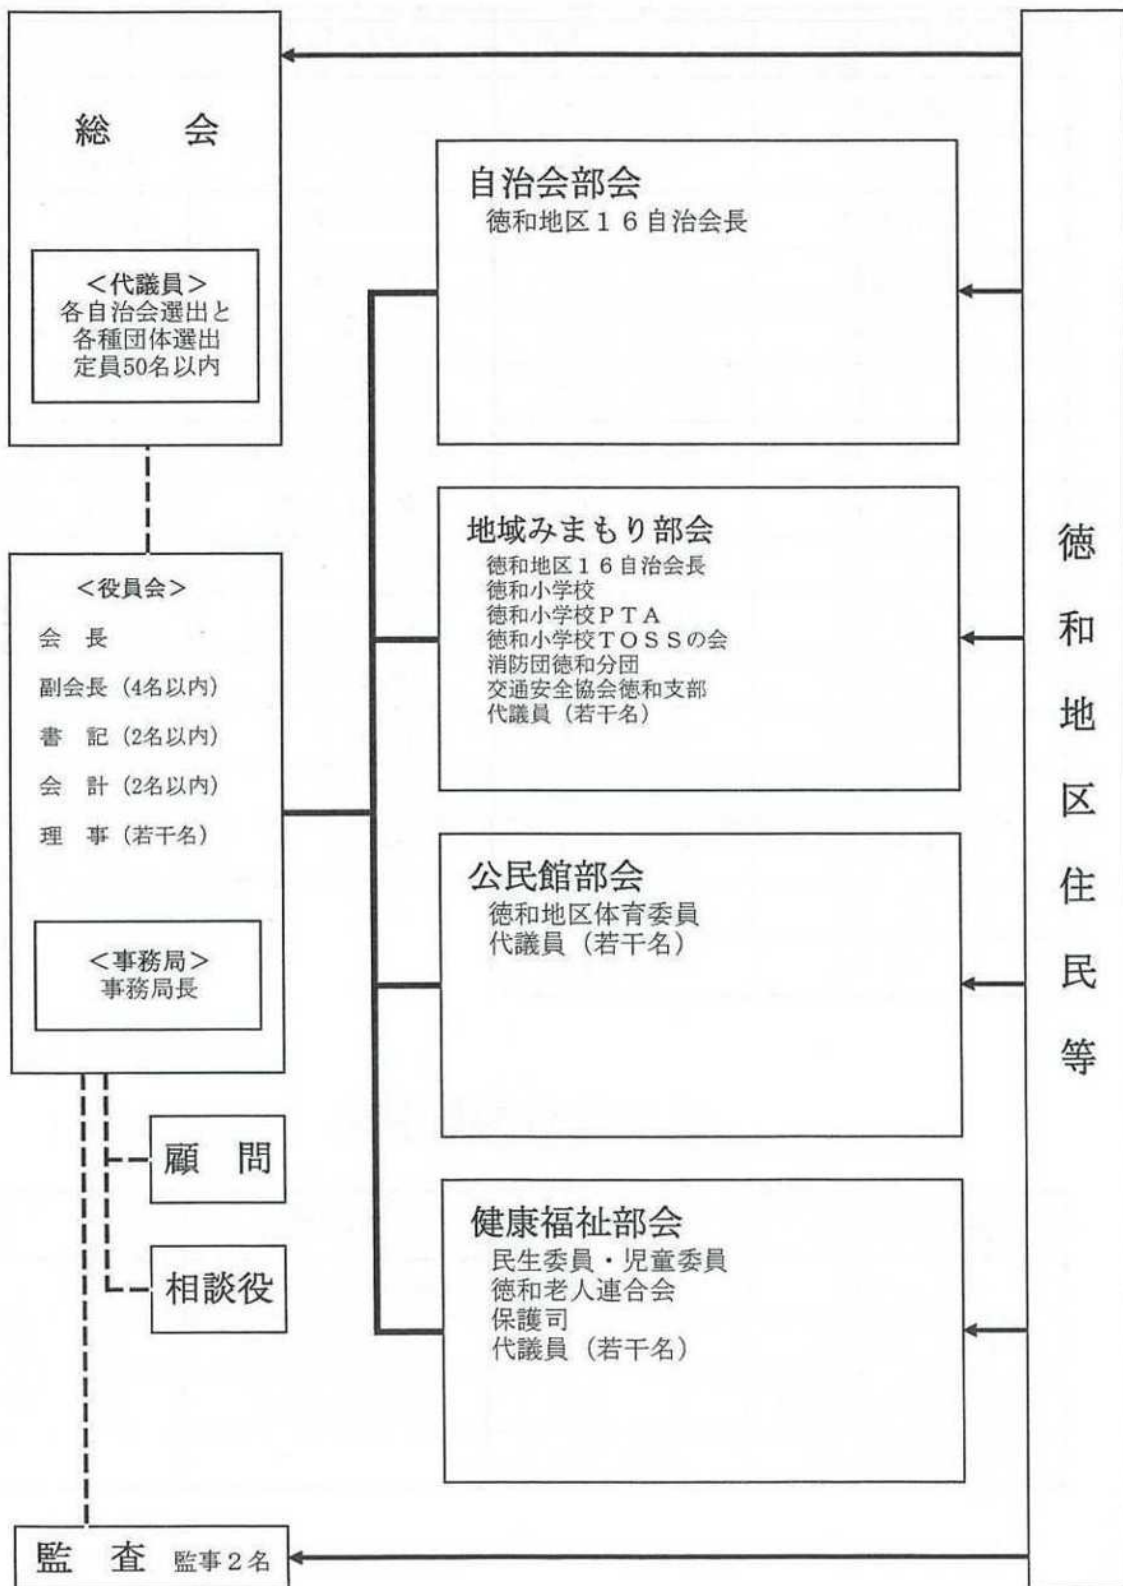 総　会
＜代議員＞
各自治会選出と
各種団体選出
定員50名以内
＜役員会＞
会　長
副会長（4名以内）
書　記（2名以内）
会　計（2名以内）
理　事（若干名）
＜事務局＞
事務局長
顧　問
相談役
監　査　監事２名
自治会部会
徳和地区１６自治会長
地域みまもり部会
徳和地区１６自治会長
徳和小学校
徳和小学校ＰＴＡ
徳和小学校ＴＯＳＳの会
消防団徳和分団
交通安全協会徳和支部
代議員（若干名）
公民館部会
徳和地区体育委員
代議員（若干名）
健康福祉部会
民生委員・児童委員
徳和老人連合会
保護司
代議員（若干名）
徳和地区住民等